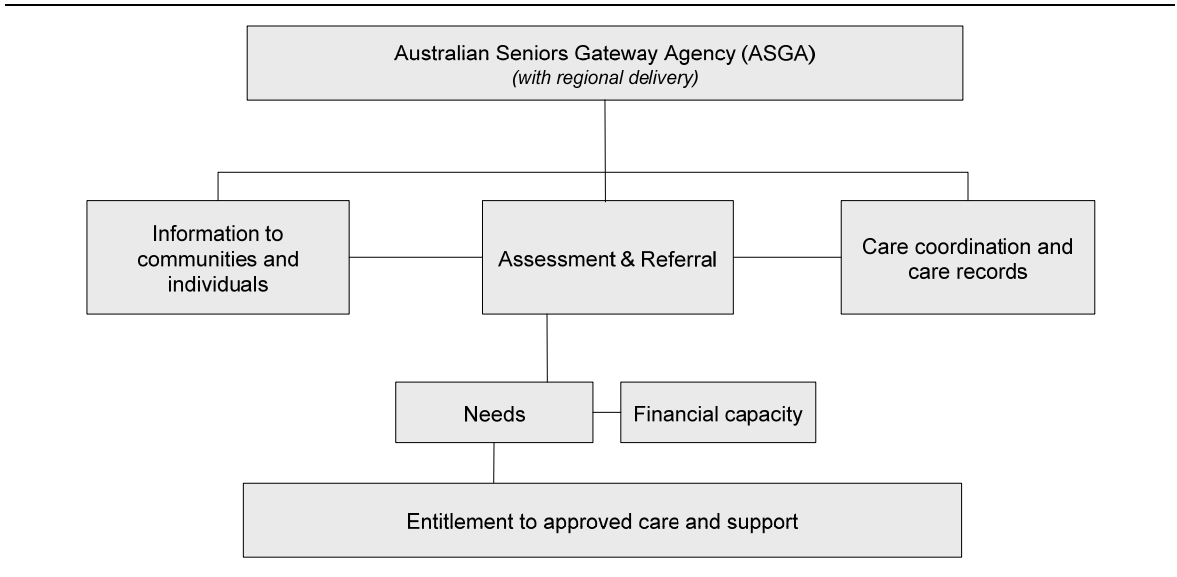 Australian Seniors Gateway Agency (ASGA)
(with regional delivery)
Information to
communities and
individuals
Assessment & Referral
Care coordination and
care records
Needs
Financial capacity
Entitlement to approved care and support